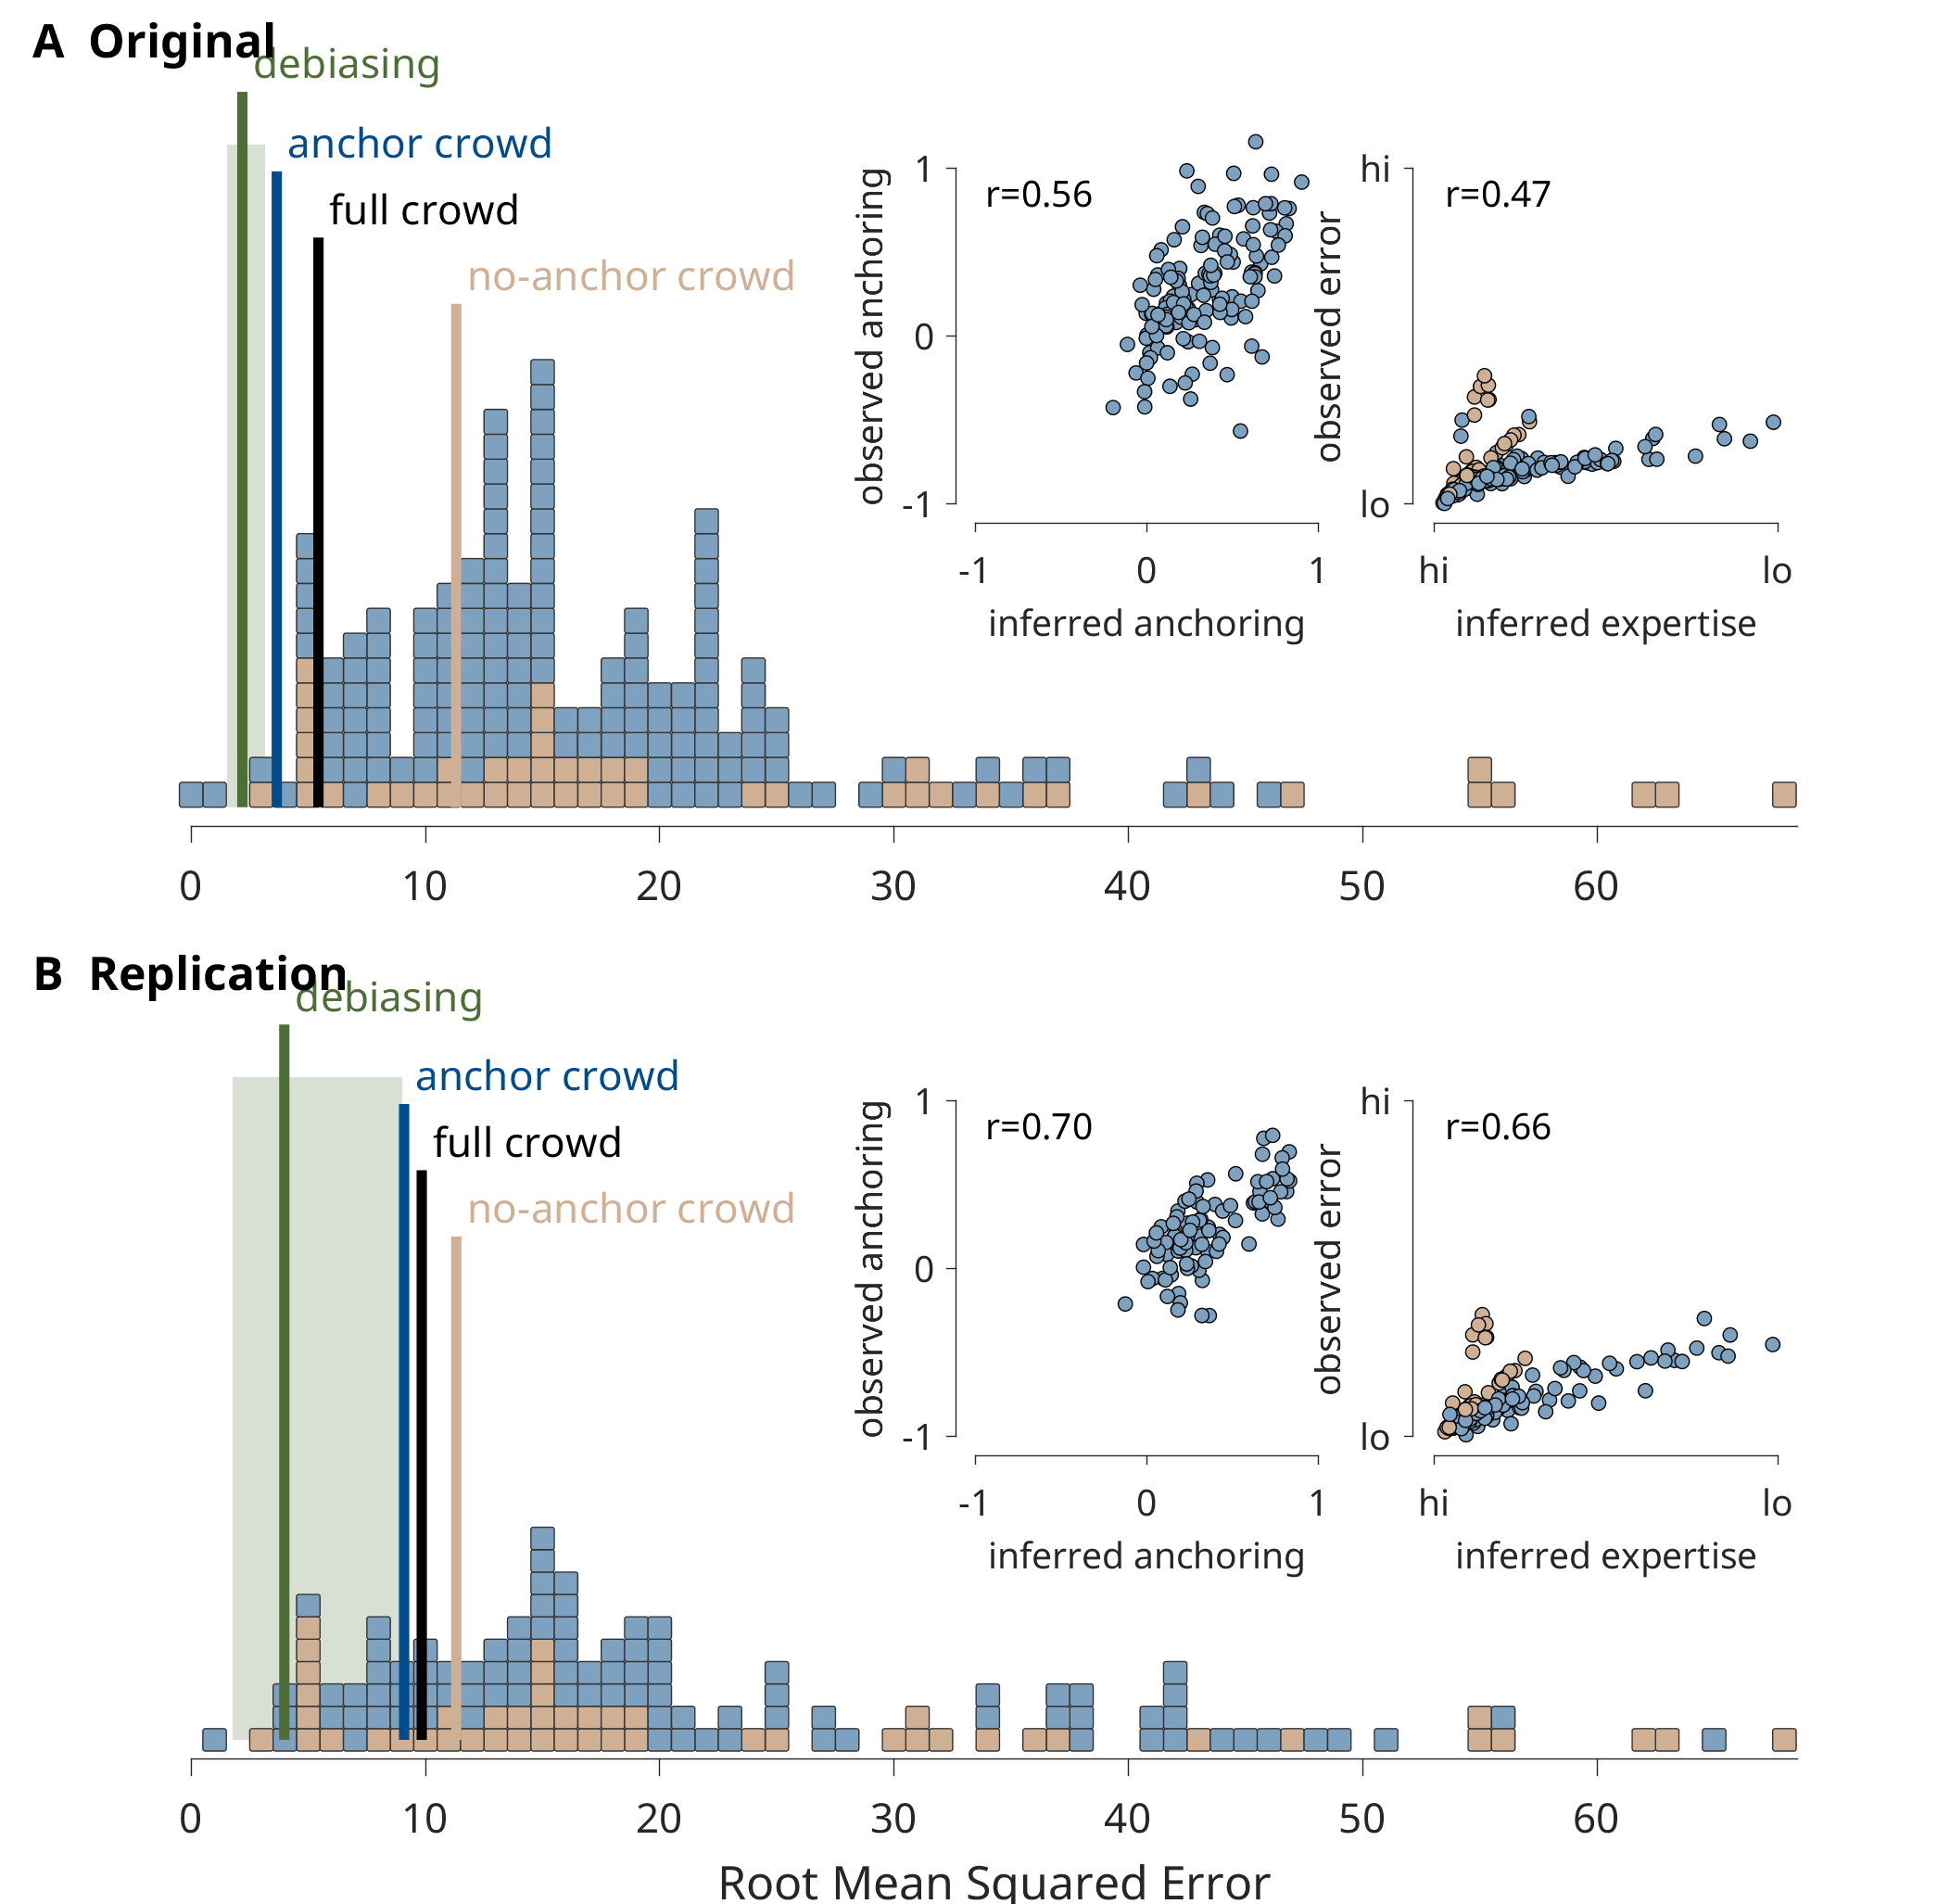 A Original
debiasing
anchor crowd
full crowd
no-anchor crowd
observed anchoring
1
0
-1
r=0.56
-1 0 1
inferred anchoring
observed error
hi
lo
r=0.47
hi lo
inferred expertise
0 10 20 30 40 50 60
B Replication
debiasing
anchor crowd
full crowd
no-anchor crowd
observed anchoring
1
0
-1
r=0.70
-1 0 1
inferred anchoring
observed error
hi
lo
r=0.66
hi lo
inferred expertise
0 10 20 30 40 50 60
Root Mean Squared Error